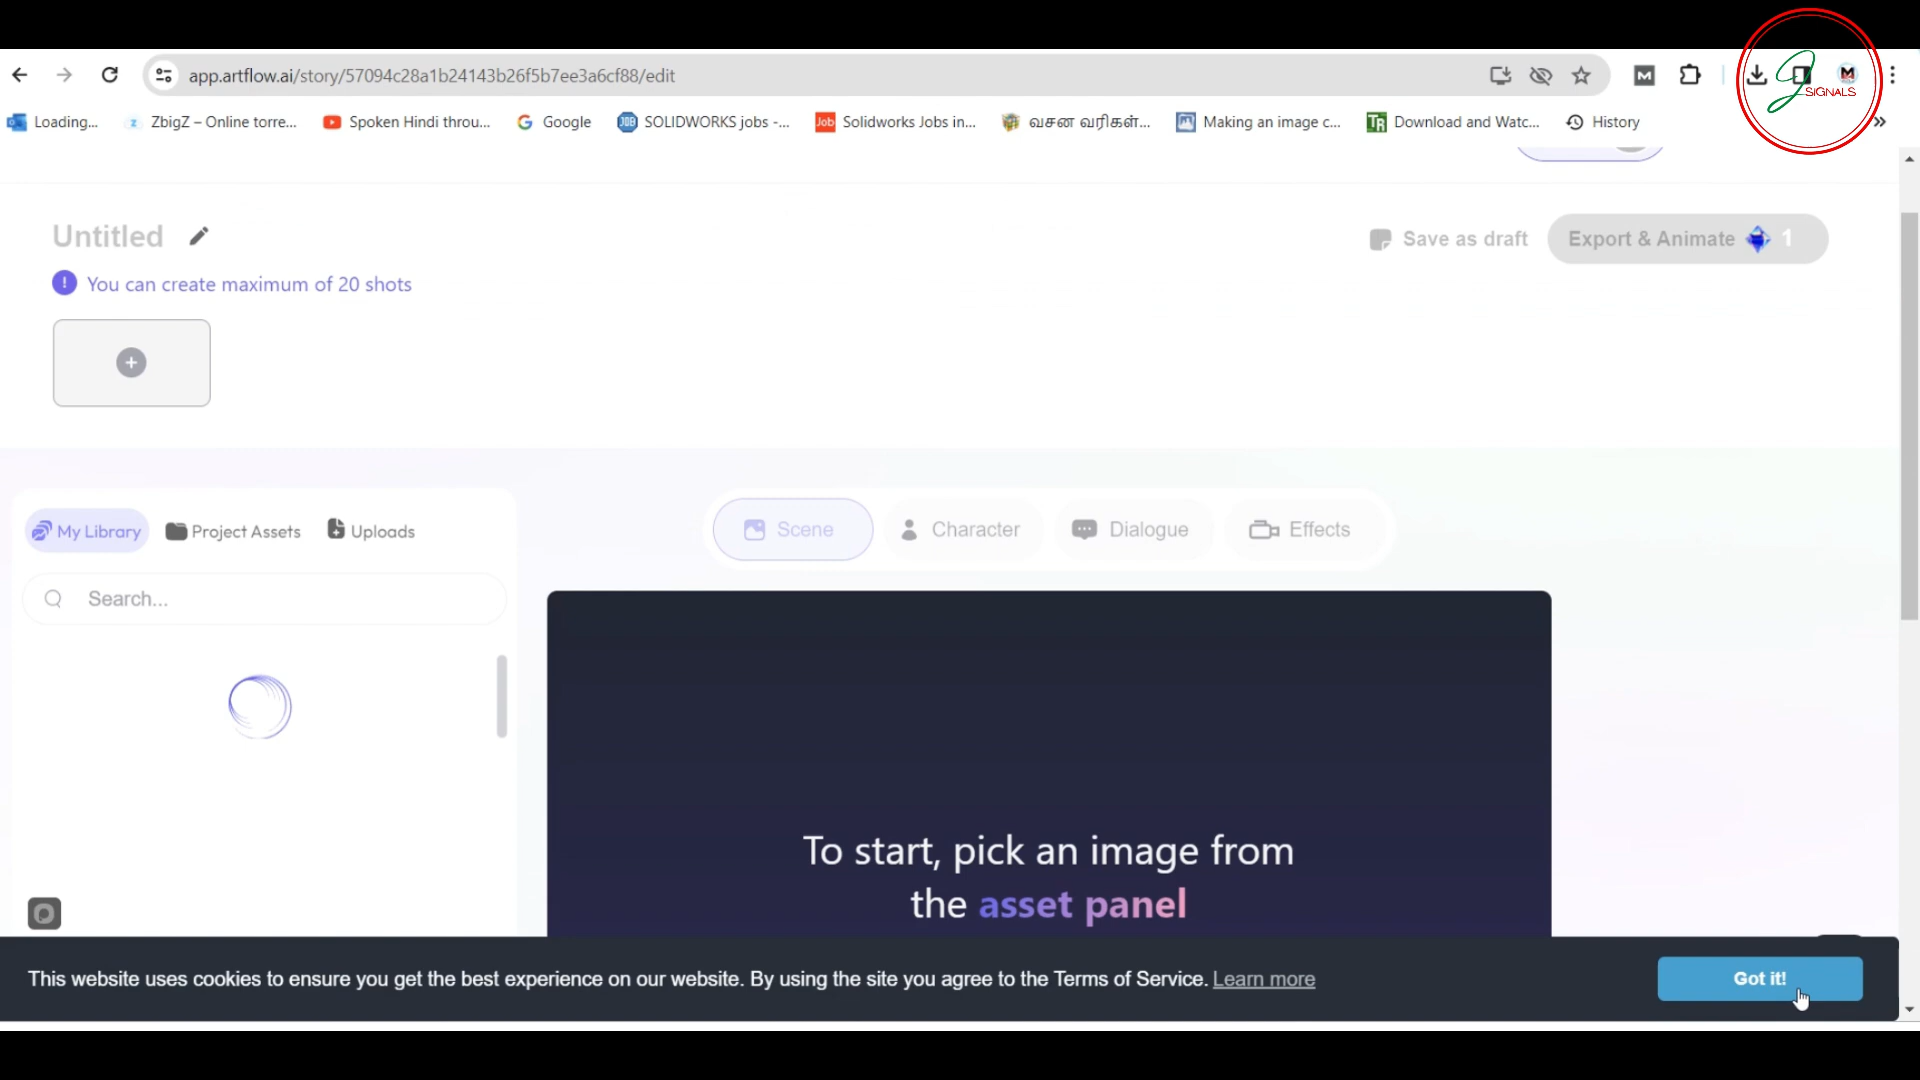 app.artflow.ai/story/57094c28a1b24143b26f5b7ee3a6cf88/edit
J SIGNALS
Loading... ZbigZ – Online torre... Spoken Hindi throu... Google SOLIDWORKS jobs -... Solidworks Jobs in... வசன வரிகள்... Making an image c... Download and Watc... History
Untitled
Save as draft Export & Animate 1
You can create maximum of 20 shots
My Library Project Assets Uploads
Scene Character Dialogue Effects
Search...
To start, pick an image from
the asset panel
This website uses cookies to ensure you get the best experience on our website. By using the site you agree to the Terms of Service. Learn more
Got it!